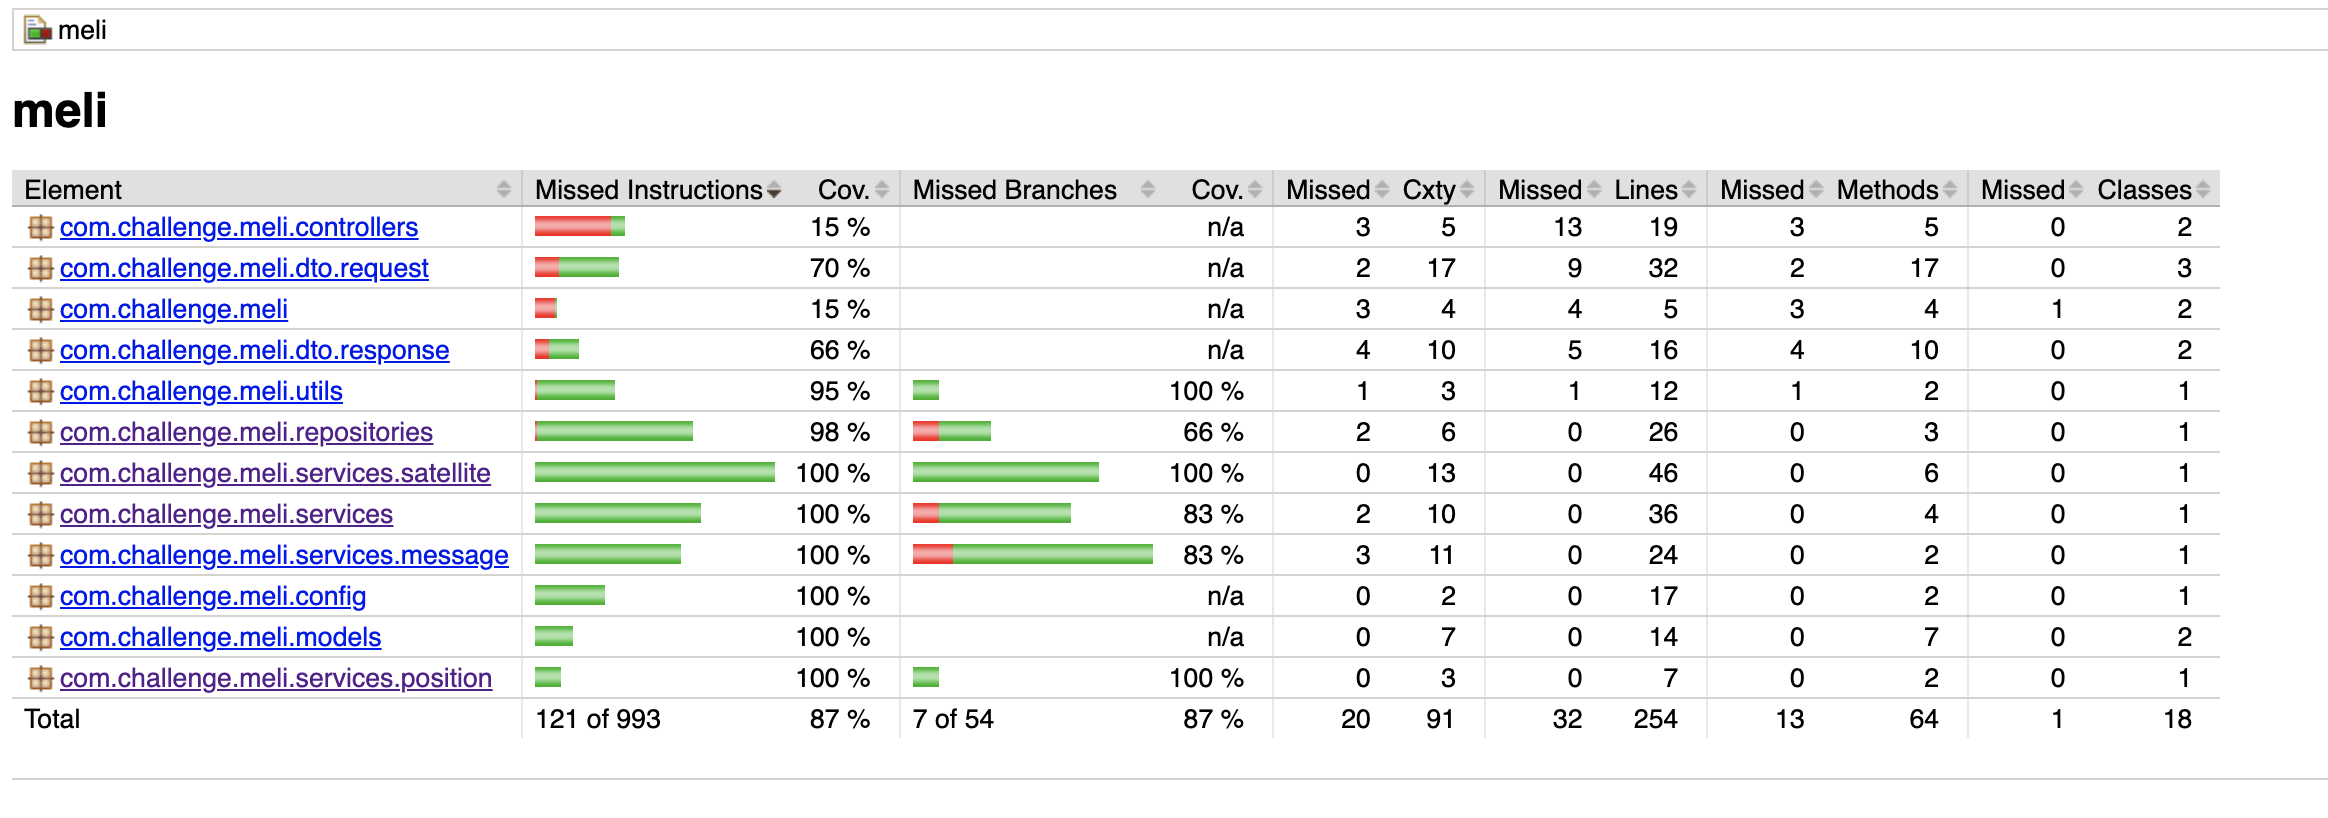 meli
meli
Element Missed Instructions Cov. Missed Branches Cov. Missed Cxty Missed Lines Missed Methods Missed Classes
com.challenge.meli.controllers 15 % n/a 3 5 13 19 3 5 0 2
com.challenge.meli.dto.request 70 % n/a 2 17 9 32 2 17 0 3
com.challenge.meli 15 % n/a 3 4 4 5 3 4 1 2
com.challenge.meli.dto.response 66 % n/a 4 10 5 16 4 10 0 2
com.challenge.meli.utils 95 % 100 % 1 3 1 12 1 2 0 1
com.challenge.meli.repositories 98 % 66 % 2 6 0 26 0 3 0 1
com.challenge.meli.services.satellite 100 % 100 % 0 13 0 46 0 6 0 1
com.challenge.meli.services 100 % 83 % 2 10 0 36 0 4 0 1
com.challenge.meli.services.message 100 % 83 % 3 11 0 24 0 2 0 1
com.challenge.meli.config 100 % n/a 0 2 0 17 0 2 0 1
com.challenge.meli.models 100 % n/a 0 7 0 14 0 7 0 2
com.challenge.meli.services.position 100 % 100 % 0 3 0 7 0 2 0 1
Total 121 of 993 87 % 7 of 54 87 % 20 91 32 254 13 64 1 18